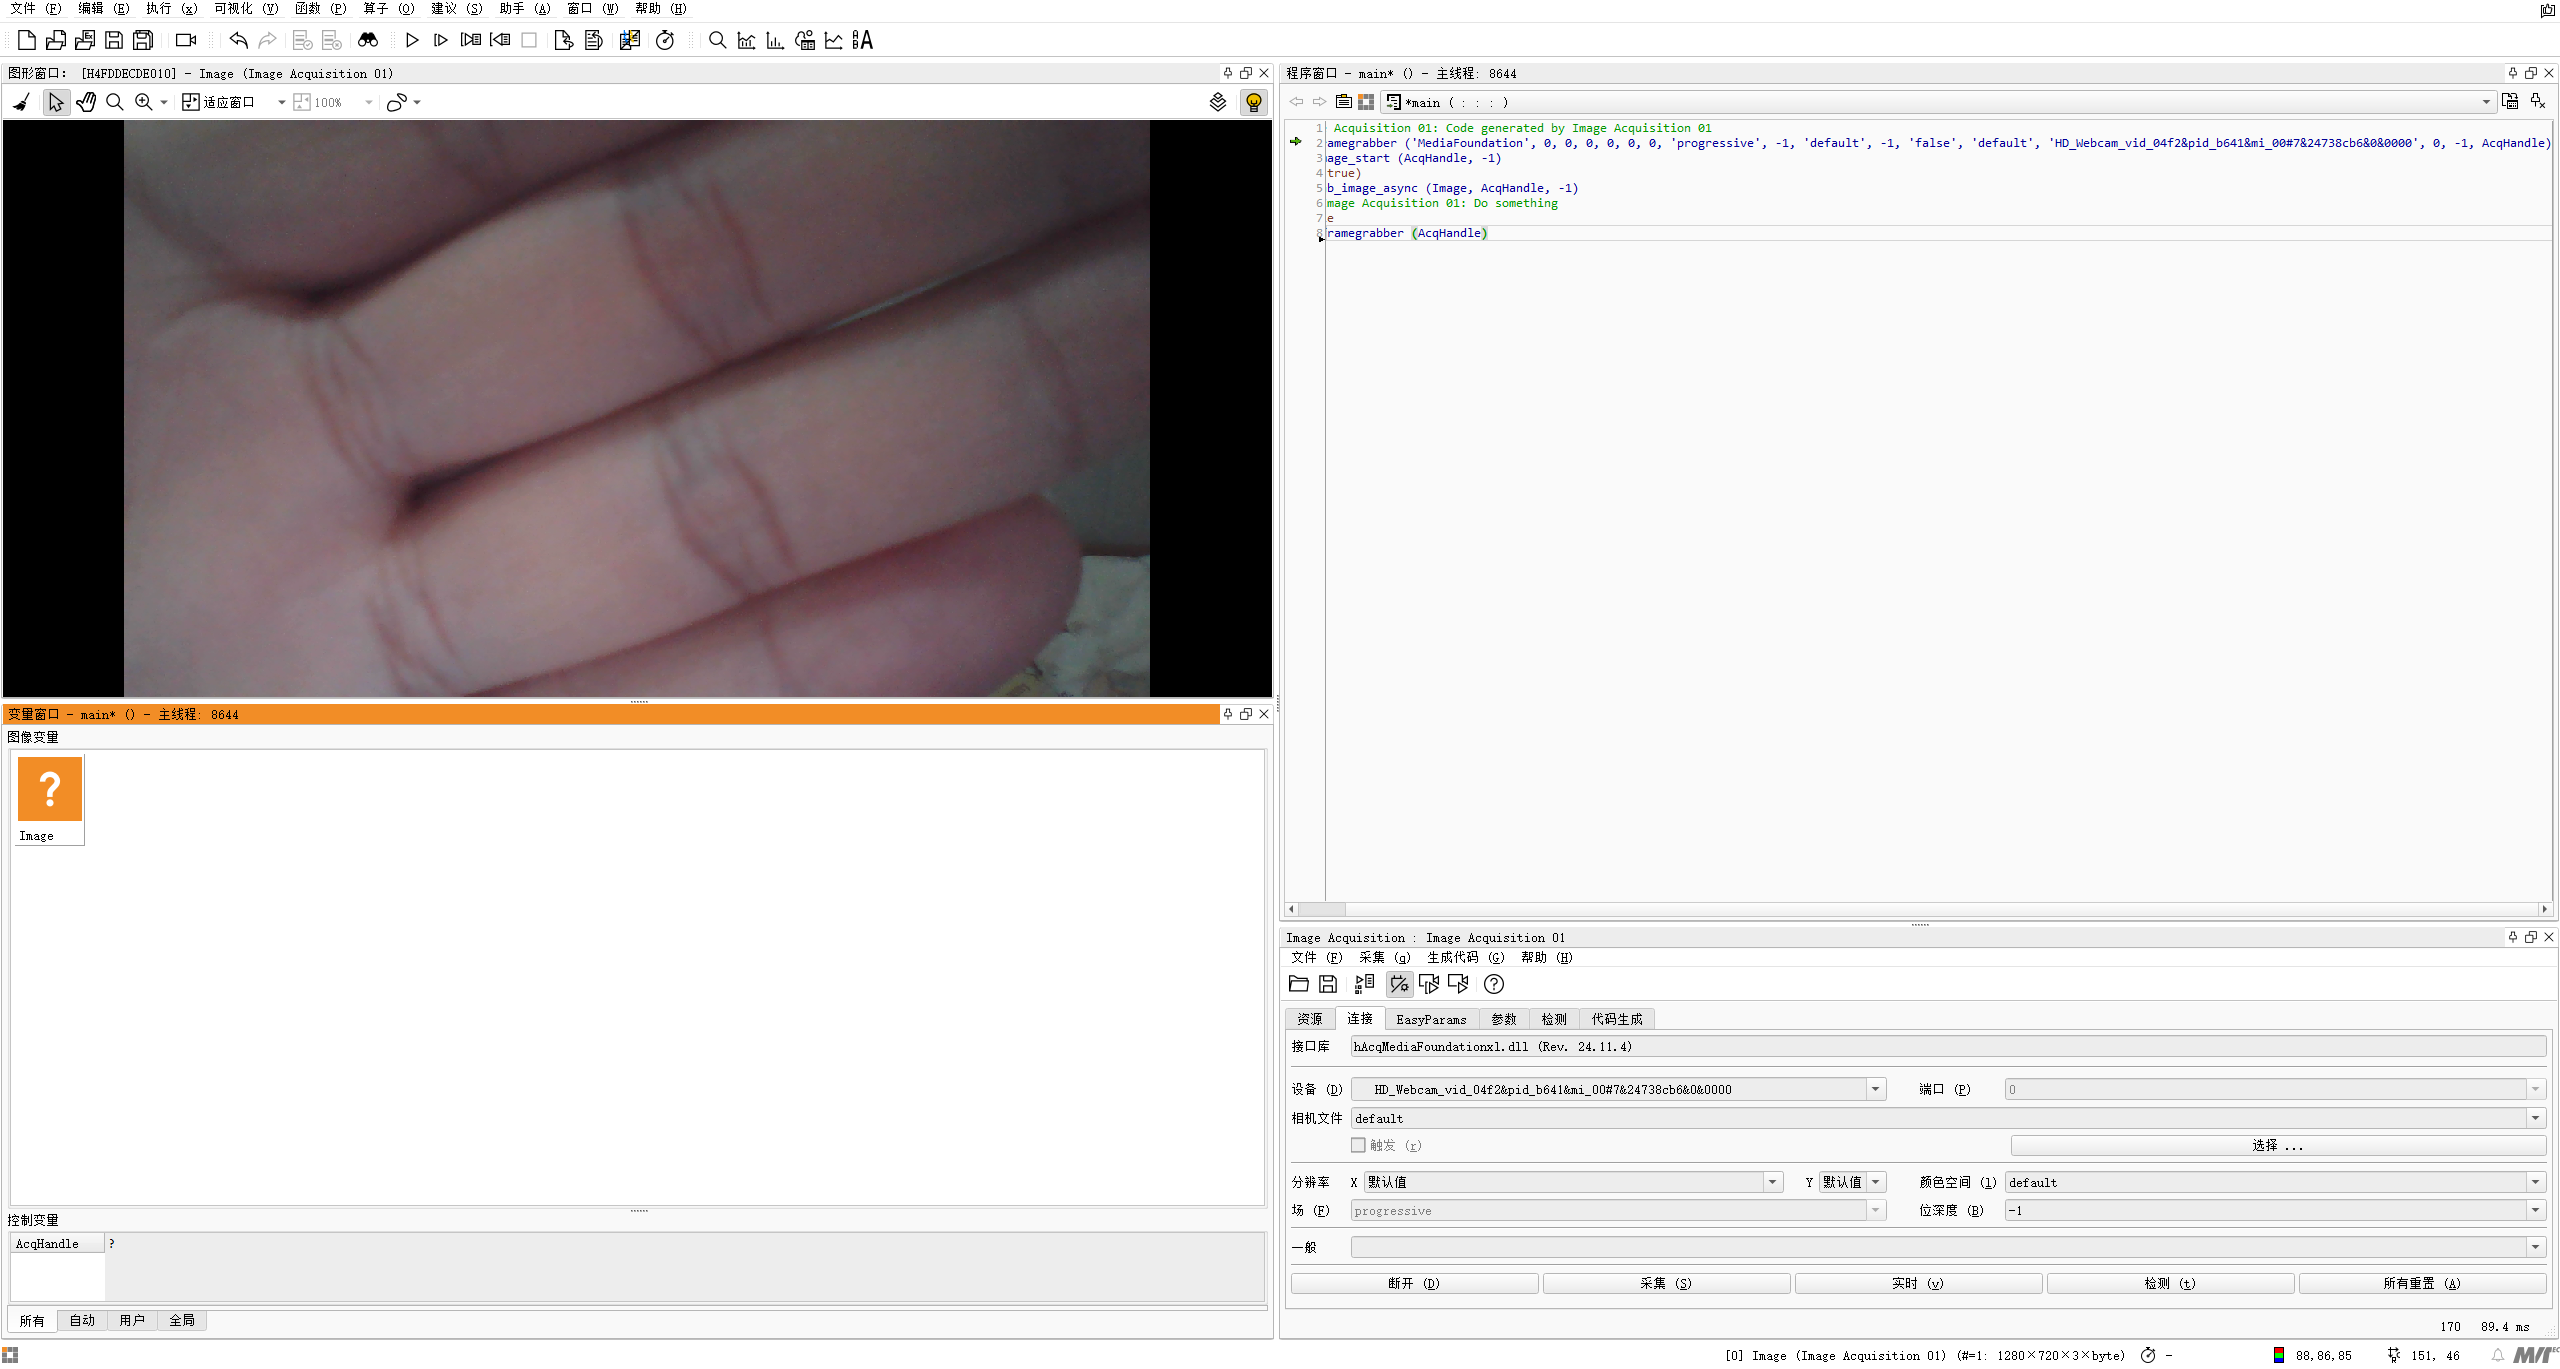 文件 (F) 编辑 (E) 执行 (x) 可视化 (V) 函数 (P) 算子 (O) 建议 (S) 助手 (A) 窗口 (W) 帮助 (H)
图形窗口: [H4FDDECDE010] - Image (Image Acquisition 01)
适应窗口 100%
程序窗口 - main* () - 主线程: 8644
*main ( : : : )
1 Acquisition 01: Code generated by Image Acquisition 01
2 amegrabber ('MediaFoundation', 0, 0, 0, 0, 0, 0, 'progressive', -1, 'default', -1, 'false', 'default', 'HD_Webcam_vid_04f2&pid_b641&mi_00#7&24738cb6&0&0000', 0, -1, AcqHandle)
3 age_start (AcqHandle, -1)
4 true)
5 b_image_async (Image, AcqHandle, -1)
6 mage Acquisition 01: Do something
7 e
8 ramegrabber (AcqHandle)
变量窗口 - main* () - 主线程: 8644
图像变量
?
Image
控制变量
AcqHandle ?
所有 自动 用户 全局
Image Acquisition : Image Acquisition 01
文件 (F) 采集 (q) 生成代码 (G) 帮助 (H)
资源 连接 EasyParams 参数 检测 代码生成
接口库 hAcqMediaFoundationxl.dll (Rev. 24.11.4)
设备 (D) HD_Webcam_vid_04f2&pid_b641&mi_00#7&24738cb6&0&0000 端口 (P) 0
相机文件 default
触发 (r) 选择 ...
分辨率 X 默认值 Y 默认值 颜色空间 (l) default
场 (F) progressive 位深度 (B) -1
一般
断开 (D) 采集 (S) 实时 (v) 检测 (t) 所有重置 (A)
170 89.4 ms
[0] Image (Image Acquisition 01) (#=1: 1280×720×3×byte) - 88,86,85 151, 46